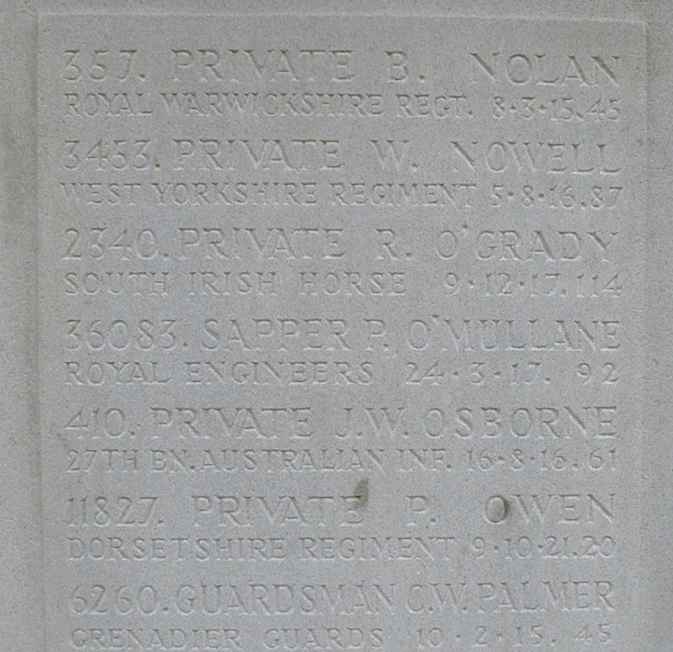 357. PRIVATE B. NOLAN
ROYAL WARWICKSHIRE REGT. 8·3·15.45
3453. PRIVATE W. NOWELL
WEST YORKSHIRE REGIMENT 5·8·16.87
2340. PRIVATE R. O'GRADY
SOUTH IRISH HORSE 9·12·17.114
36083. SAPPER P. O'MULLANE
ROYAL ENGINEERS 24·3·17. 92
410. PRIVATE J.W. OSBORNE
27TH BN. AUSTRALIAN INF. 16·8·16.61
11827. PRIVATE P. OWEN
DORSETSHIRE REGIMENT 9·10·21.20
6260. GUARDSMAN C.W. PALMER
GRENADIER GUARDS 10·2·15. 45